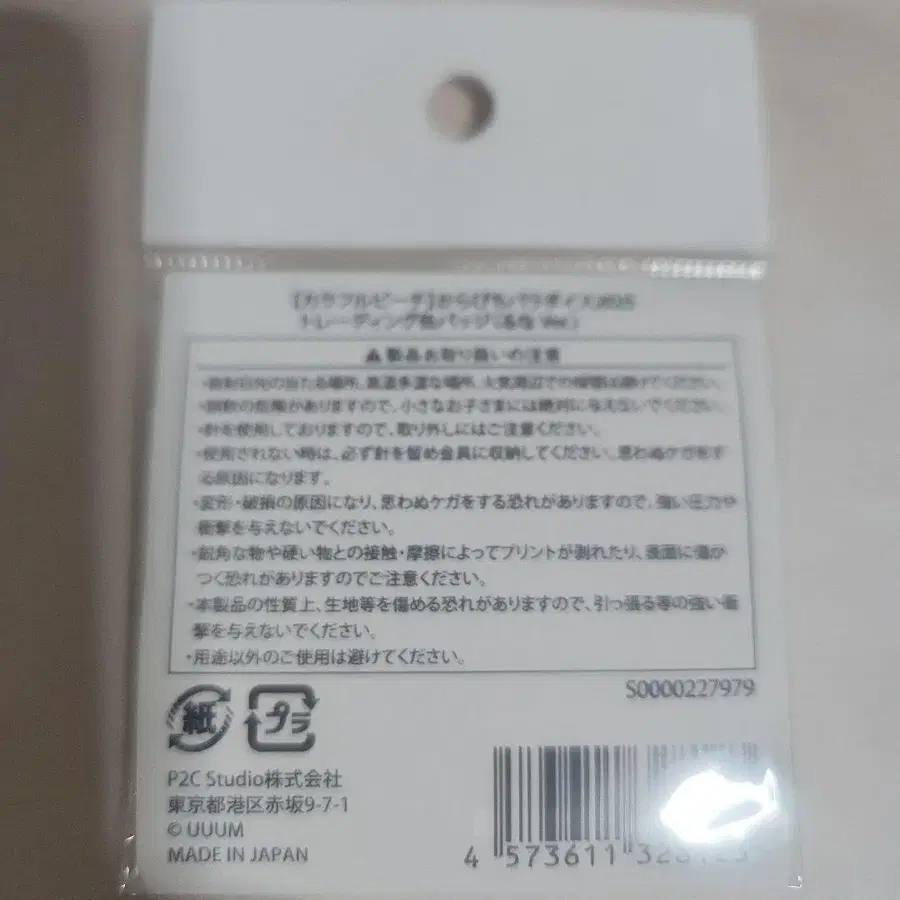 【カラフルピーチ】からぴちパラダイス
トレーディング缶バッジ( Ver.)
▲製品お取り扱いの注意
・直射日光の当たる場所、高温多湿な場所、火気周辺での保管は避けてください。
・誤飲の危険がありますので、小さなお子さまには絶対に与えないでください。
・針を使用しておりますので、取り外しにはご注意ください。
・使用されない時は、必ず針を留め金具に収納してください。思わぬケガをす
る原因になります。
・変形・破損の原因になり、思わぬケガをする恐れがありますので、強い圧力や
衝撃を与えないでください。
・鋭角な物や硬い物との接触・摩擦によってプリントが剥れたり、表面に傷が
つく恐れがありますのでご注意ください。
・本製品の性質上、生地等を傷める恐れがありますので、引っ張る等の強い衝
撃を与えないでください。
・用途以外のご使用は避けてください。
S0000227979
紙 プラ
P2C Studio株式会社
東京都港区赤坂9-7-1
© UUUM
MADE IN JAPAN
4 573611